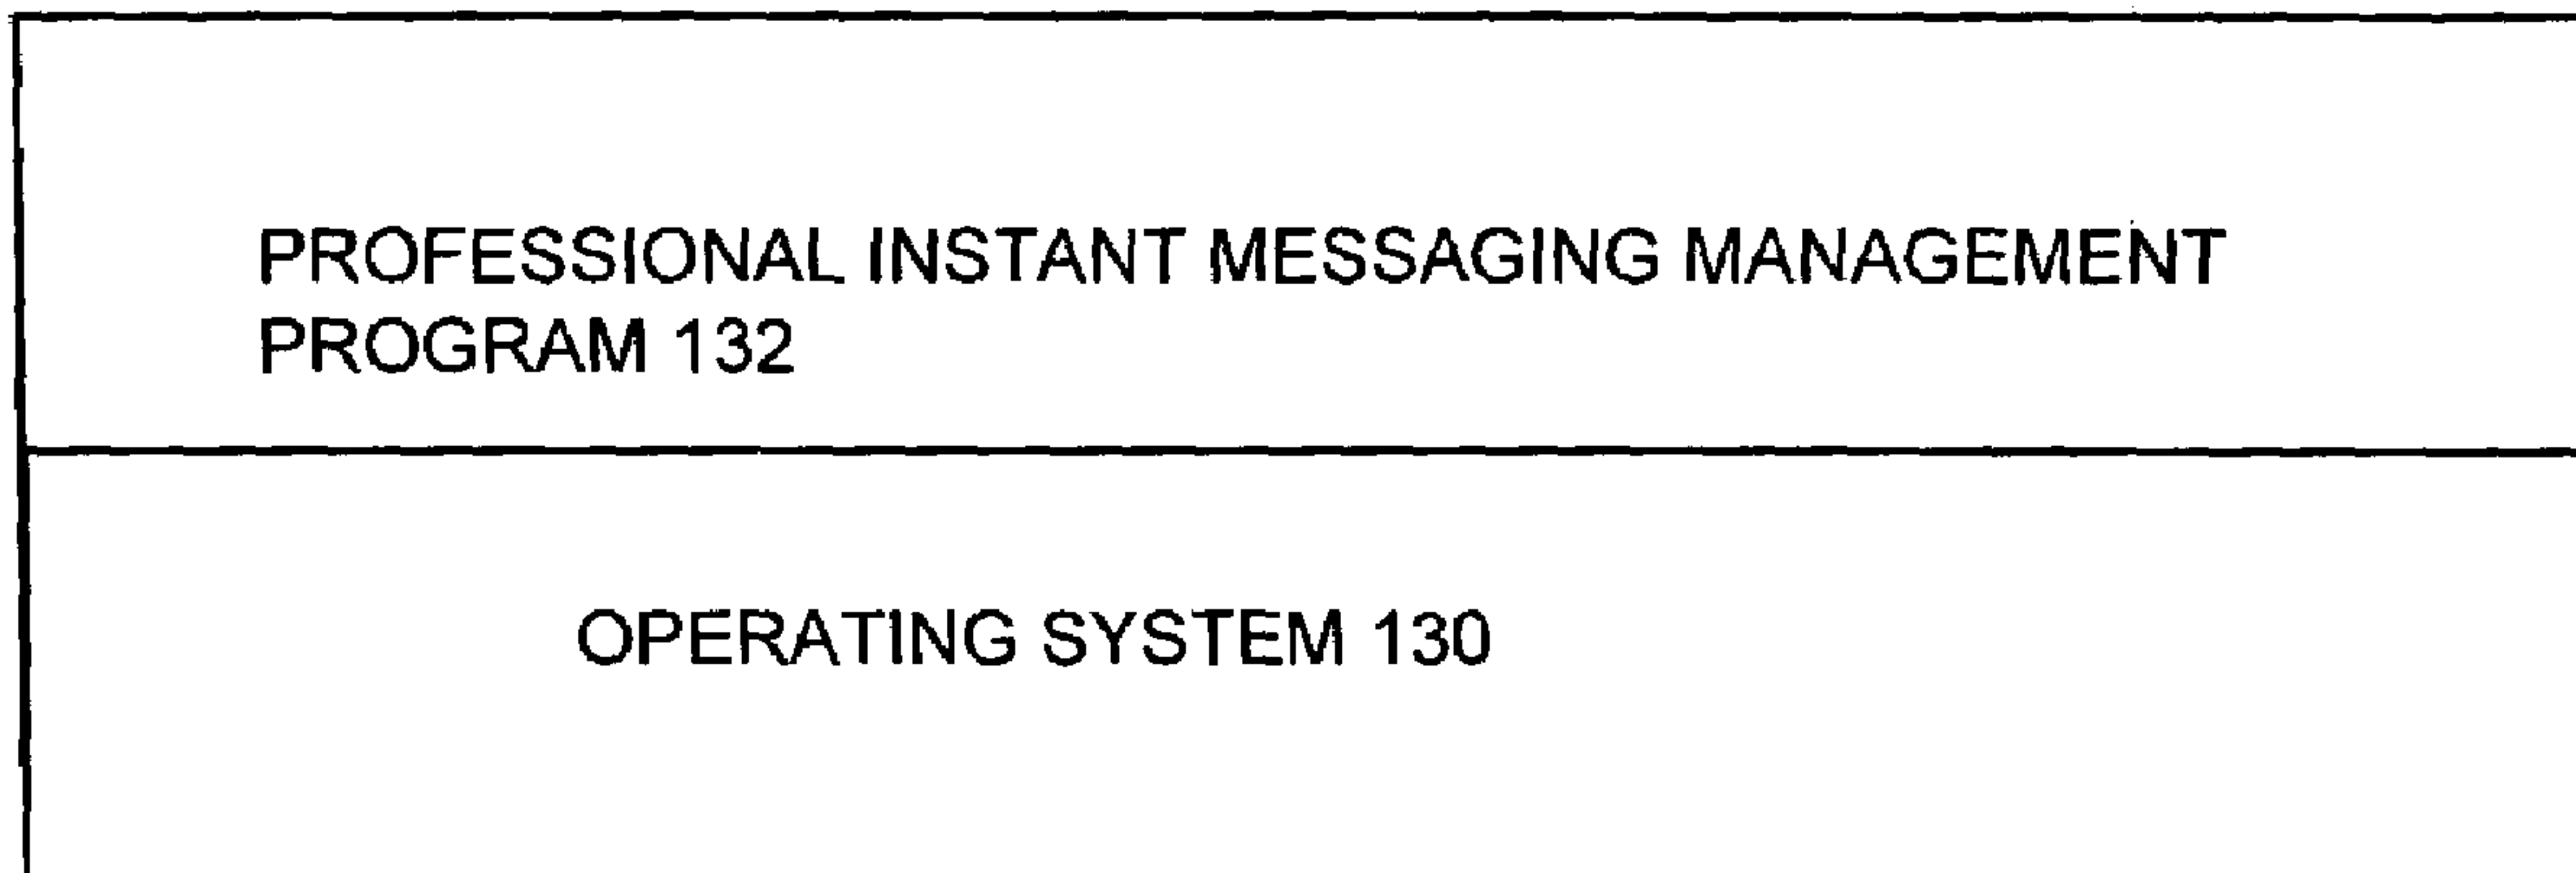 PROFESSIONAL INSTANT MESSAGING MANAGEMENT
PROGRAM 132
OPERATING SYSTEM 130